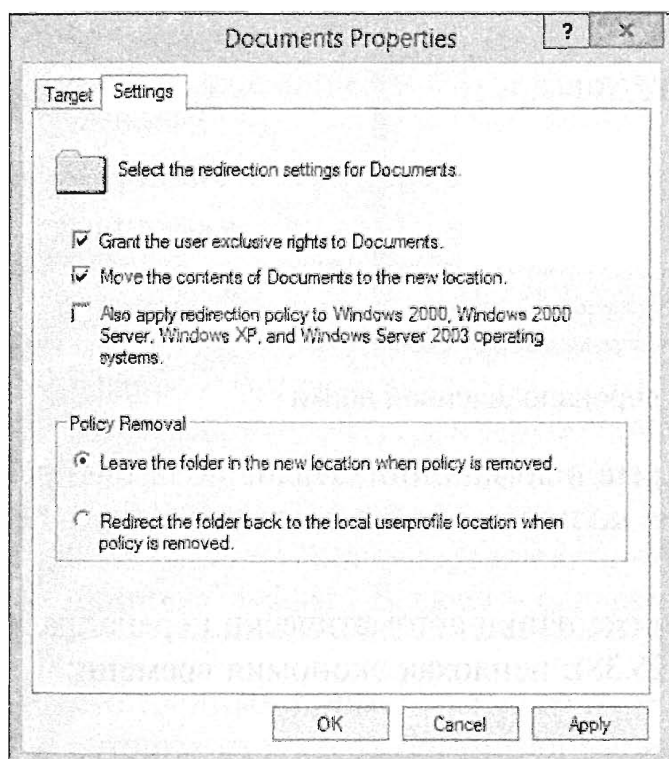 Documents Properties
?
×
Target
Settings
Select the redirection settings for Documents.
Grant the user exclusive rights to Documents.
Move the contents of Documents to the new location.
Also apply redirection policy to Windows 2000, Windows 2000
Server, Windows XP, and Windows Server 2003 operating
systems.
Policy Removal
Leave the folder in the new location when policy is removed.
Redirect the folder back to the local userprofile location when
policy is removed.
OK
Cancel
Apply